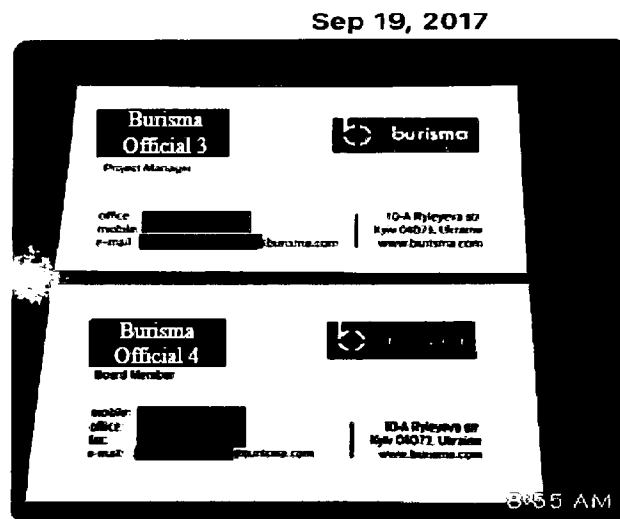 Sep 19, 2017
Burisma
Official 3
Project Manager
burisma
office:
mobile:
e-mail: @burisma.com
10-A Ryleyeva str
Kyiv 04073, Ukraine
www.burisma.com
Burisma
Official 4
Board Member
mobile:
office:
fax:
e-mail: @burisma.com
10-A Ryleyeva str
Kyiv 04073, Ukraine
www.burisma.com
8:55 AM